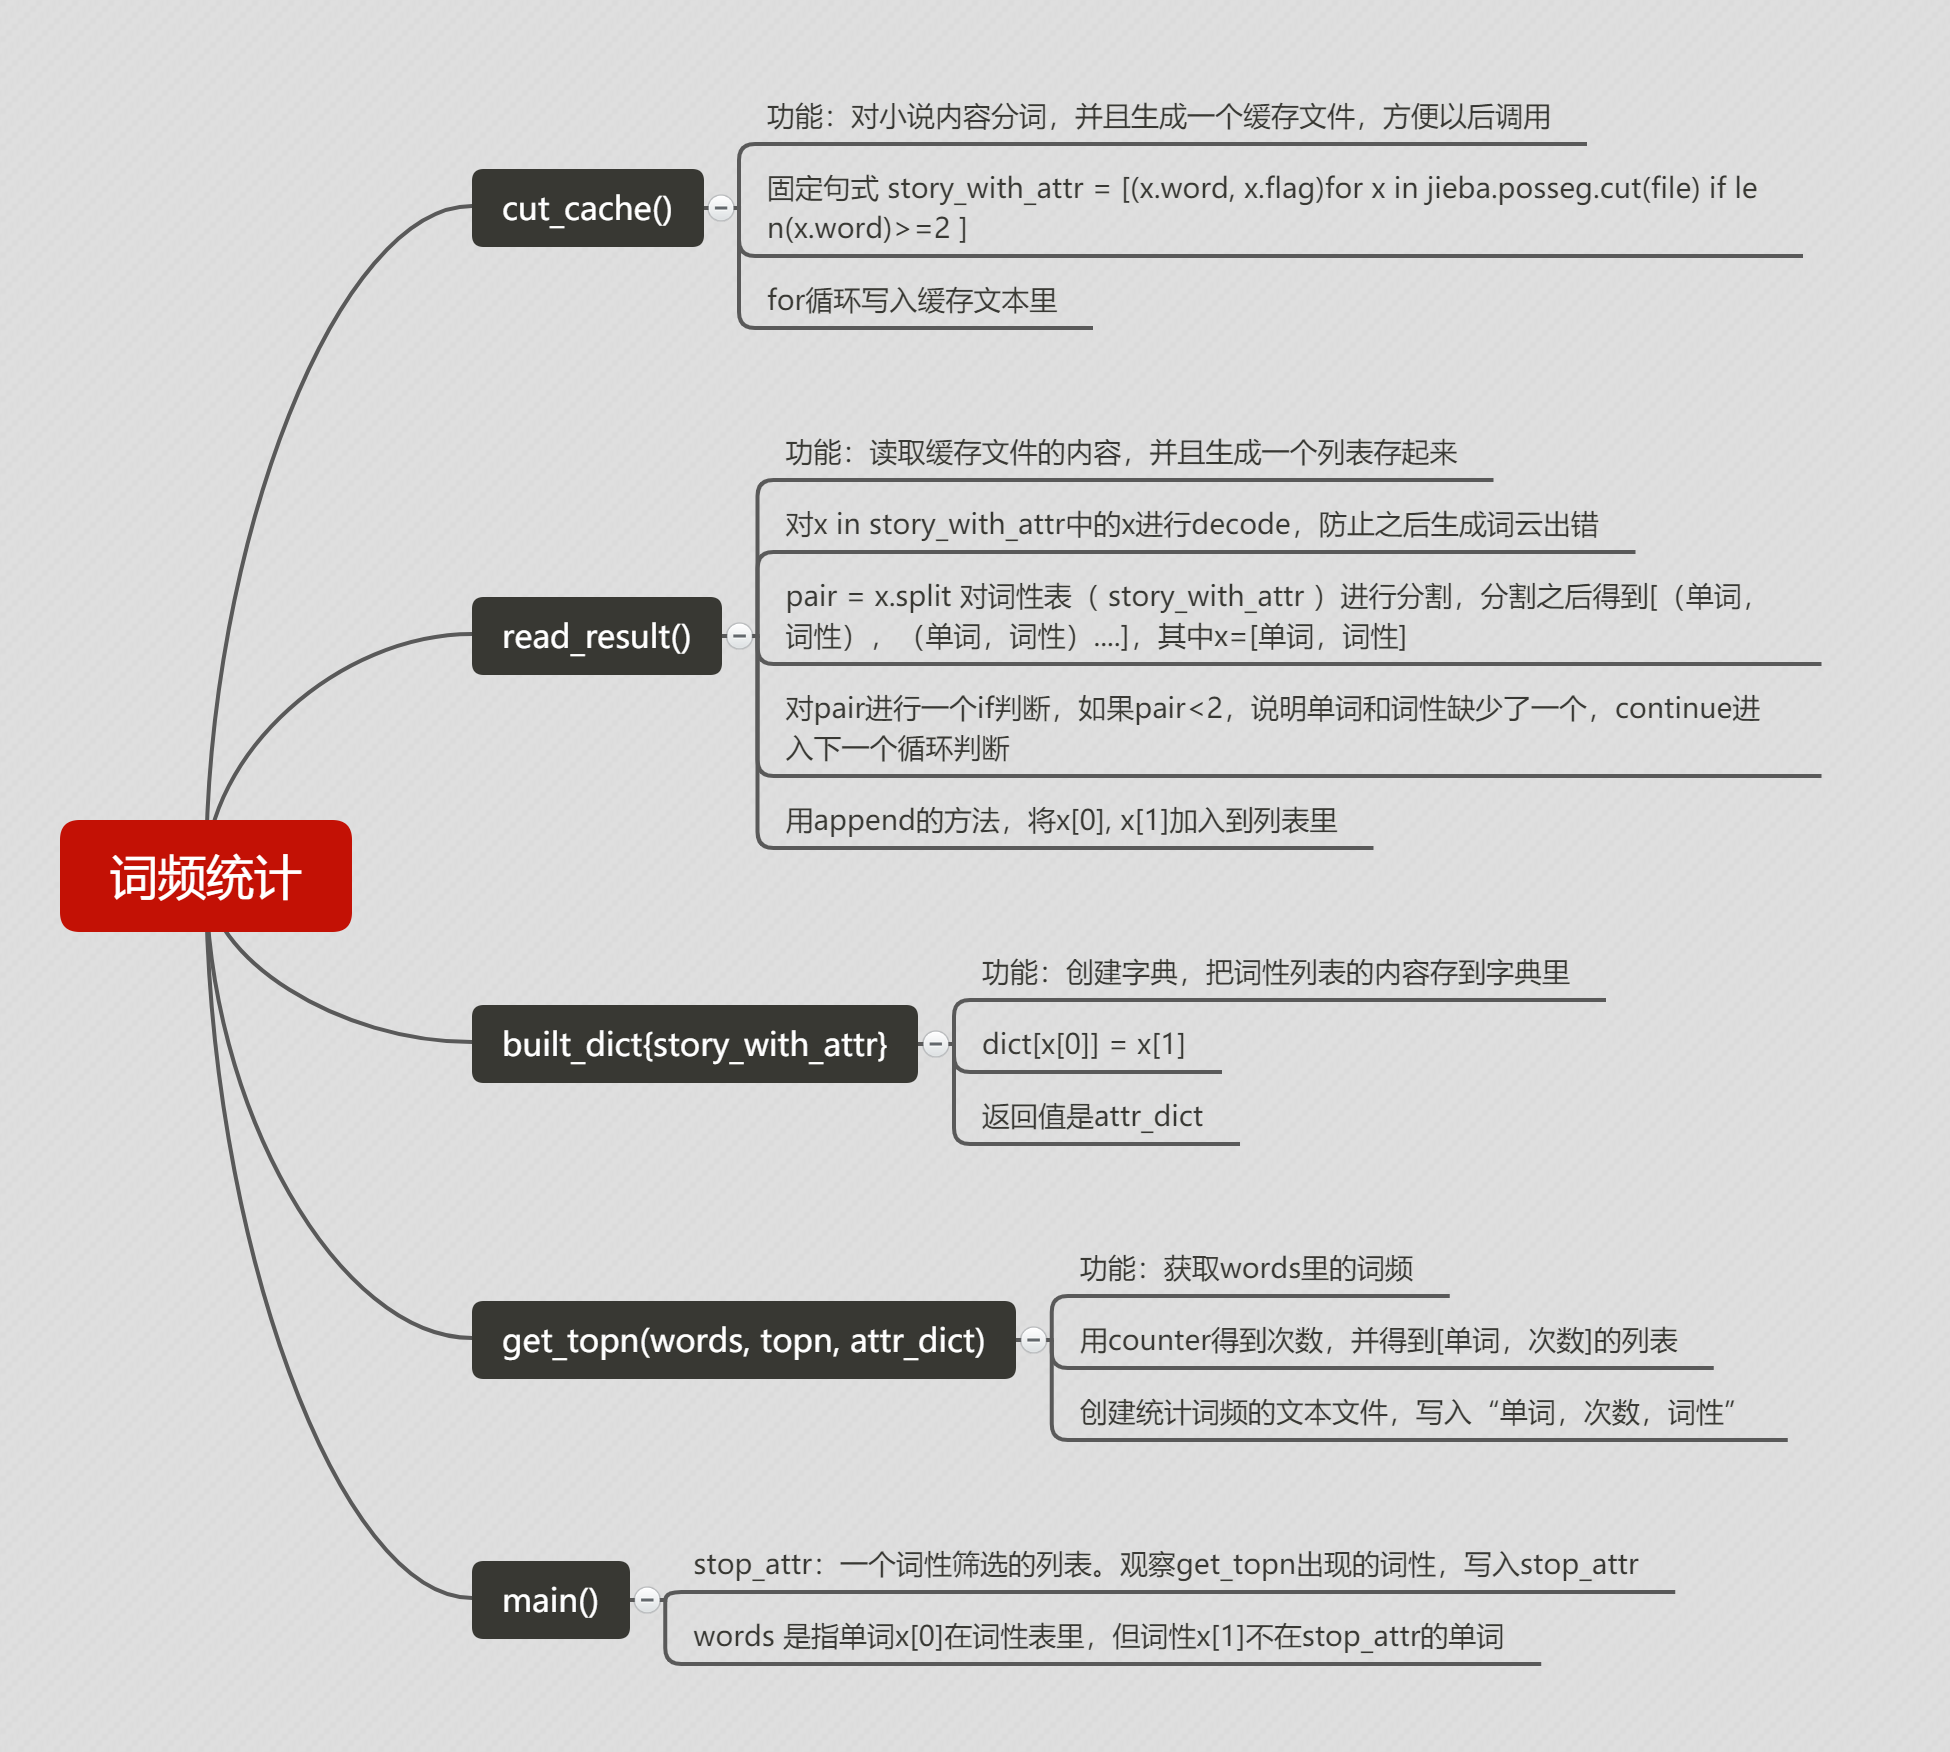 词频统计
cut_cache()
功能：对小说内容分词，并且生成一个缓存文件，方便以后调用
固定句式 story_with_attr = [(x.word, x.flag)for x in jieba.posseg.cut(file) if le
n(x.word)>=2 ]
for循环写入缓存文本里
read_result()
功能：读取缓存文件的内容，并且生成一个列表存起来
对x in story_with_attr中的x进行decode，防止之后生成词云出错
pair = x.split 对词性表（ story_with_attr ）进行分割，分割之后得到[（单词，
词性），（单词，词性）....]，其中x=[单词，词性]
对pair进行一个if判断，如果pair<2，说明单词和词性缺少了一个，continue进
入下一个循环判断
用append的方法，将x[0], x[1]加入到列表里
built_dict{story_with_attr}
功能：创建字典，把词性列表的内容存到字典里
dict[x[0]] = x[1]
返回值是attr_dict
get_topn(words, topn, attr_dict)
功能：获取words里的词频
用counter得到次数，并得到[单词，次数]的列表
创建统计词频的文本文件，写入“单词，次数，词性”
main()
stop_attr：一个词性筛选的列表。观察get_topn出现的词性，写入stop_attr
words 是指单词x[0]在词性表里，但词性x[1]不在stop_attr的单词